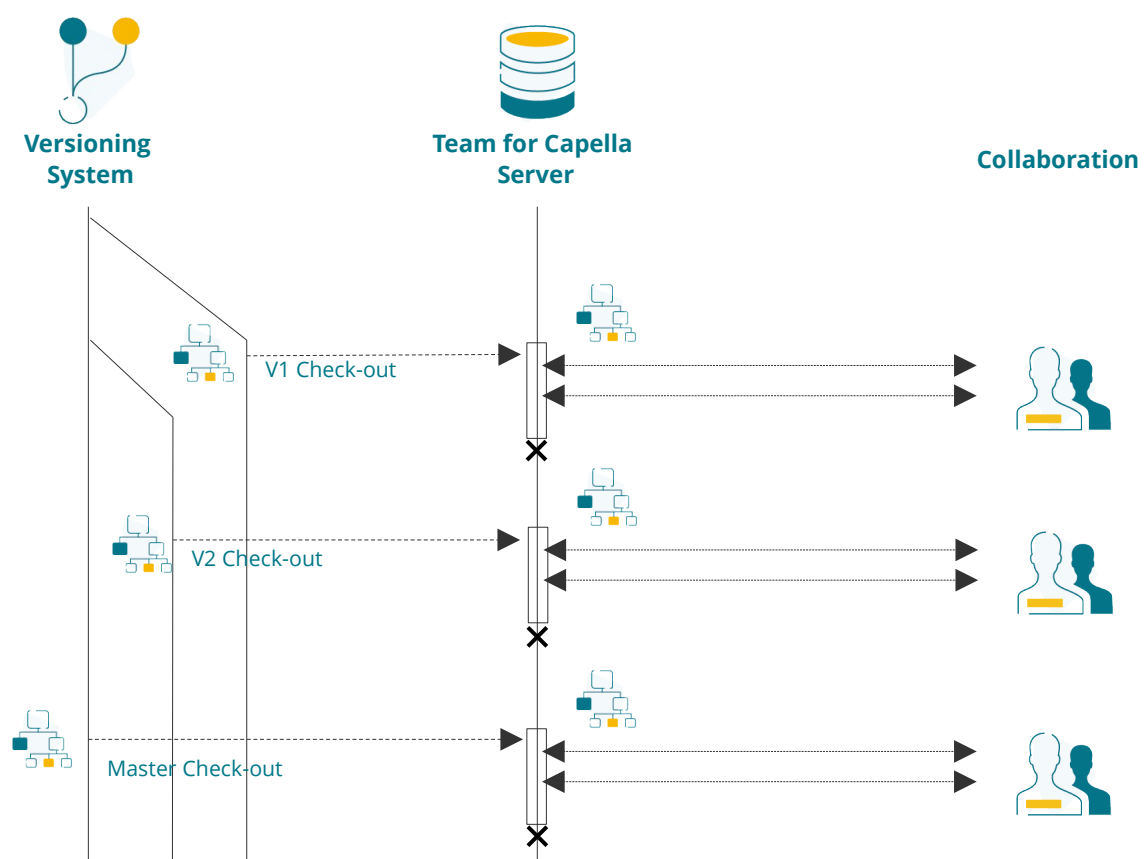 Versioning
System
Team for Capella
Server
Collaboration
V1 Check-out
V2 Check-out
Master Check-out